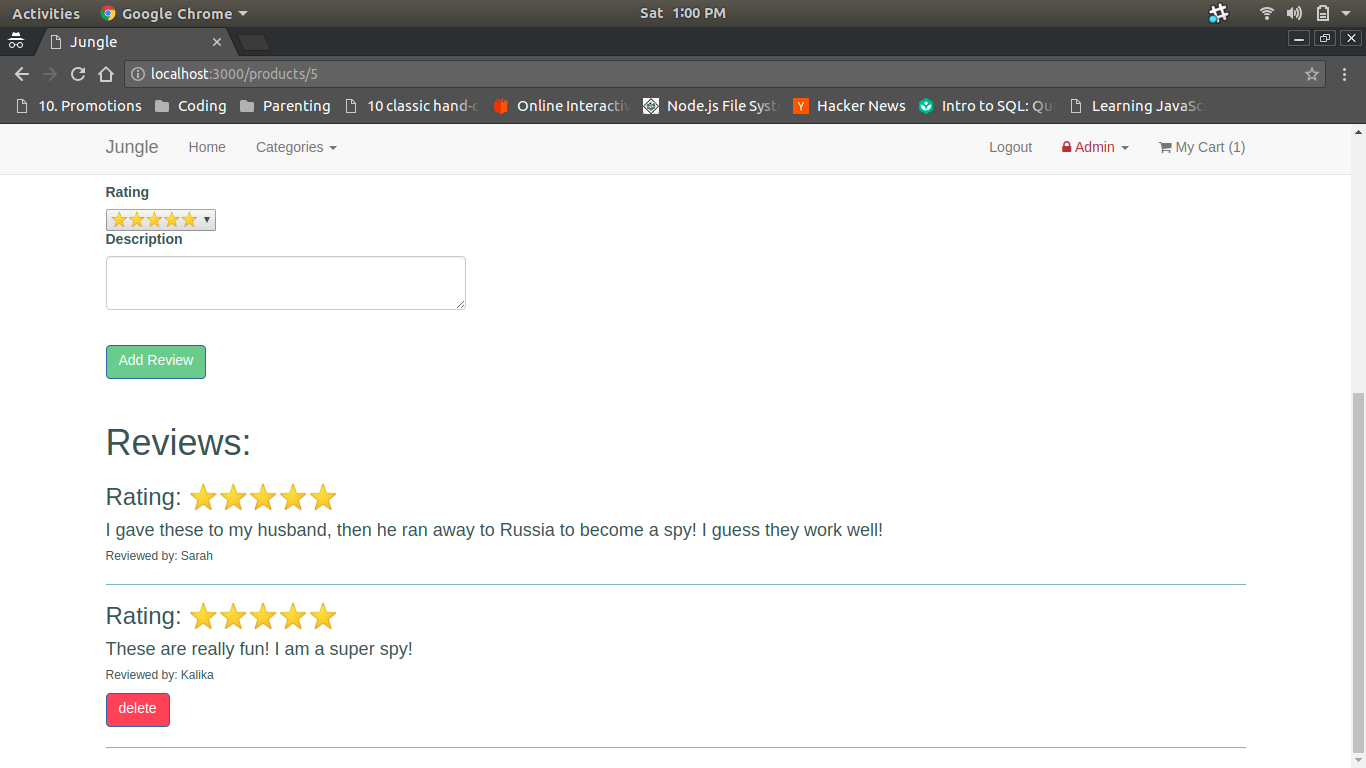 Activities Google Chrome Sat 1:00 PM
Jungle
localhost:3000/products/5
10. Promotions Coding Parenting 10 classic hand- Online Interactiv Node.js File Syst Hacker News Intro to SQL: Qu Learning JavaSc
Jungle Home Categories Logout Admin My Cart (1)
Rating
Description
Add Review
Reviews:
Rating:
I gave these to my husband, then he ran away to Russia to become a spy! I guess they work well!
Reviewed by: Sarah
Rating:
These are really fun! I am a super spy!
Reviewed by: Kalika
delete